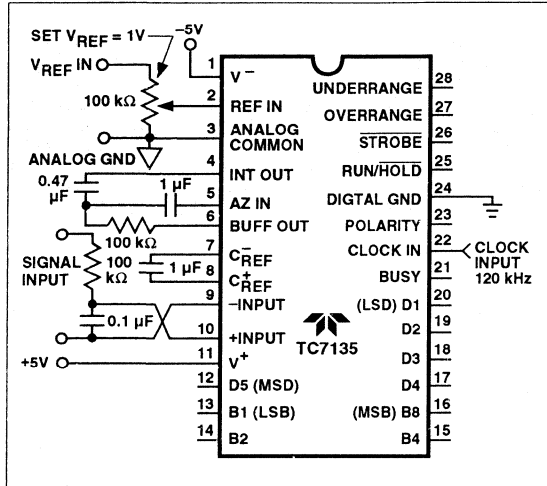 SET VREF = 1V
–5V
VREF IN
100 kΩ
ANALOG GND
0.47 µF
1 µF
100 kΩ
SIGNAL INPUT
100 kΩ
1 µF
0.1 µF
+5V
1 V–
2 REF IN
3 ANALOG COMMON
4 INT OUT
5 AZ IN
6 BUFF OUT
7 C–REF
8 C+REF
9 –INPUT
10 +INPUT
11 V+
12 D5 (MSD)
13 B1 (LSB)
14 B2
TC7135
UNDERRANGE 28
OVERRANGE 27
STROBE 26
RUN/HOLD 25
DIGTAL GND 24
POLARITY 23
CLOCK IN 22
CLOCK INPUT 120 kHz
BUSY 21
(LSD) D1 20
D2 19
D3 18
D4 17
(MSB) B8 16
B4 15